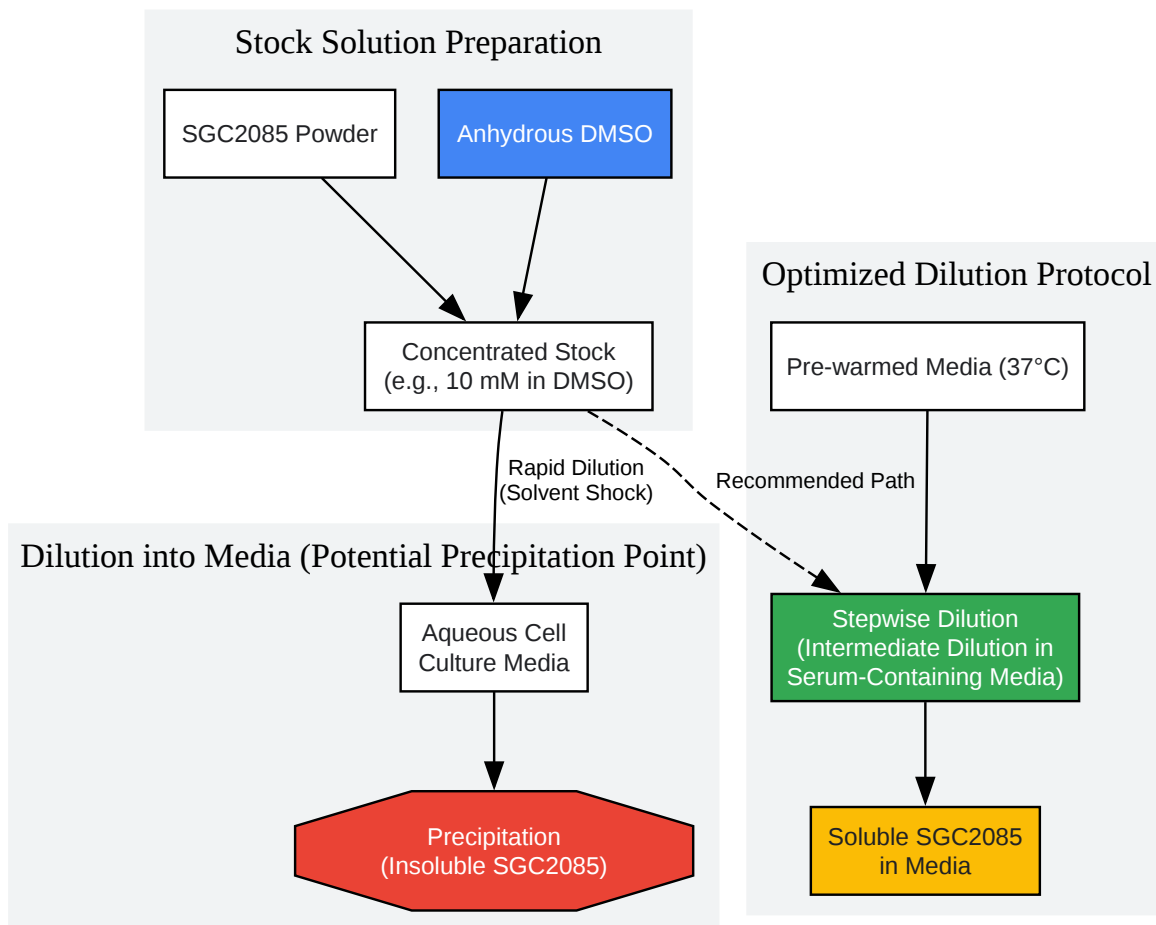 Stock Solution Preparation
SGC2085 Powder
Anhydrous DMSO
Concentrated Stock
(e.g., 10 mM in DMSO)
Optimized Dilution Protocol
Pre-warmed Media (37°C)
Rapid Dilution
(Solvent Shock)
Recommended Path
Dilution into Media (Potential Precipitation Point)
Aqueous Cell
Culture Media
Stepwise Dilution
(Intermediate Dilution in
Serum-Containing Media)
Precipitation
(Insoluble SGC2085)
Soluble SGC2085
in Media